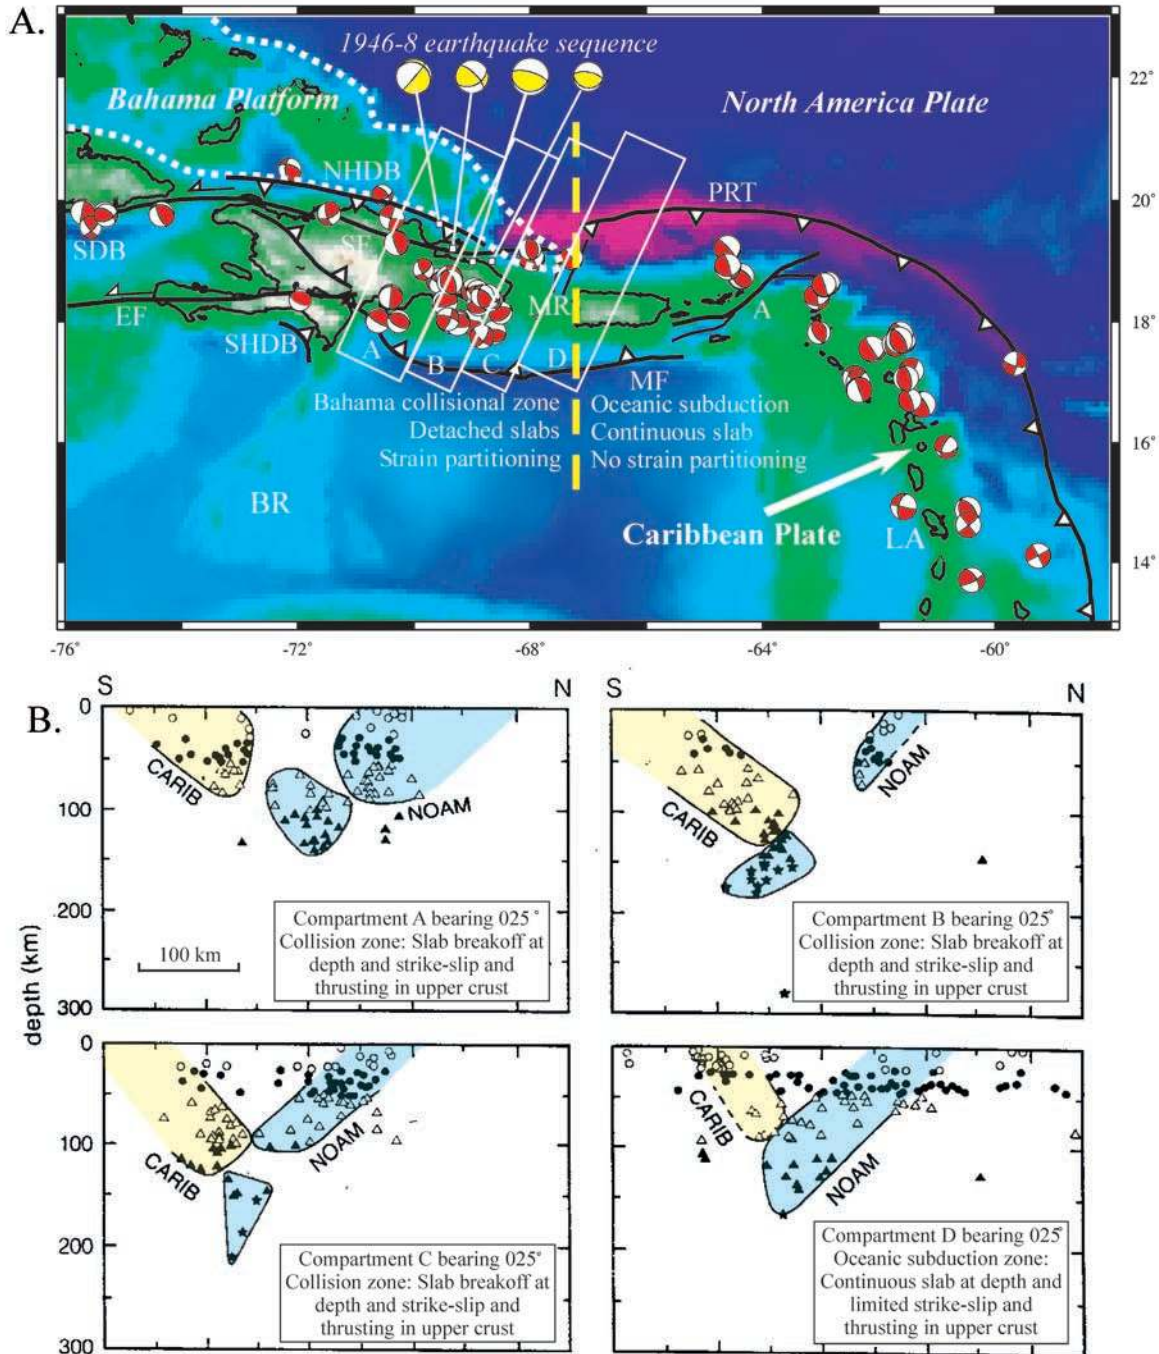 A.
1946-8 earthquake sequence
Bahama Platform
North America Plate
22°
NHDB
PRT
20°
SDB
SF
MR
A
EF
SHDB
18°
A
B
C
D
MF
Bahama collisional zone
Detached slabs
Strain partitioning
Oceanic subduction
Continuous slab
No strain partitioning
16°
BR
Caribbean Plate
LA
14°
-76°
-72°
-68°
-64°
-60°
B.
S
N
S
N
0
100
200
300
depth (km)
CARIB
NOAM
100 km
Compartment A bearing 025°
Collision zone: Slab breakoff at
depth and strike-slip and
thrusting in upper crust
CARIB
NOAM
Compartment B bearing 025°
Collision zone: Slab breakoff at
depth and strike-slip and
thrusting in upper crust
0
100
200
300
CARIB
NOAM
Compartment C bearing 025°
Collision zone: Slab breakoff at
depth and strike-slip and
thrusting in upper crust
CARIB
NOAM
Compartment D bearing 025°
Oceanic subduction zone:
Continuous slab at depth and
limited strike-slip and
thrusting in upper crust